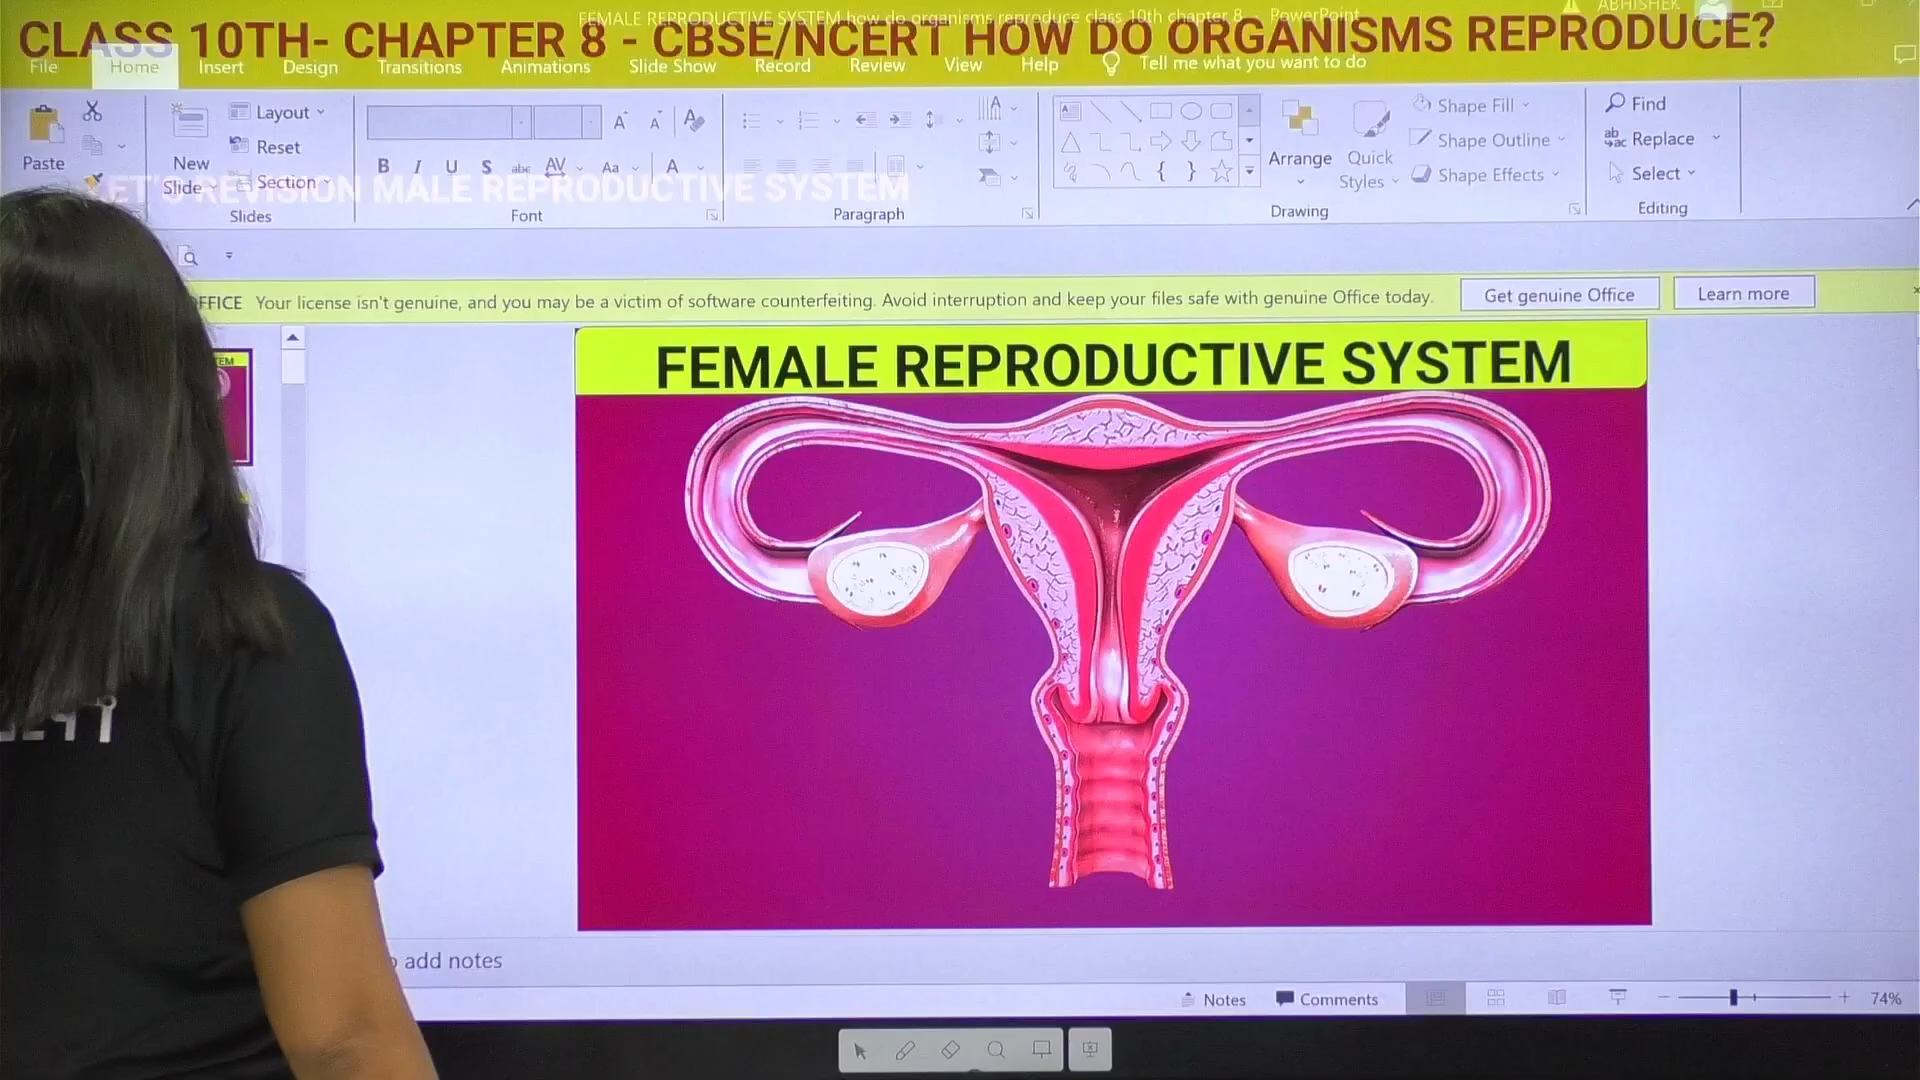 FEMALE REPRODUCTIVE SYSTEM how do organisms reproduce class 10th chapter 8 - PowerPoint
ABHISHEK
CLASS 10TH- CHAPTER 8 - CBSE/NCERT HOW DO ORGANISMS REPRODUCE?
File Home Insert Design Transitions Animations Slide Show Record Review View Help Tell me what you want to do
Paste
New Slide
Layout
Reset
Section
Slides
B I U S abc AV Aa A
Font
Paragraph
Arrange
Quick Styles
Shape Fill
Shape Outline
Shape Effects
Drawing
Find
Replace
Select
Editing
LET'S REVISION MALE REPRODUCTIVE SYSTEM
FFICE Your license isn't genuine, and you may be a victim of software counterfeiting. Avoid interruption and keep your files safe with genuine Office today. Get genuine Office Learn more
TEM
FEMALE REPRODUCTIVE SYSTEM
add notes
Notes Comments 74%